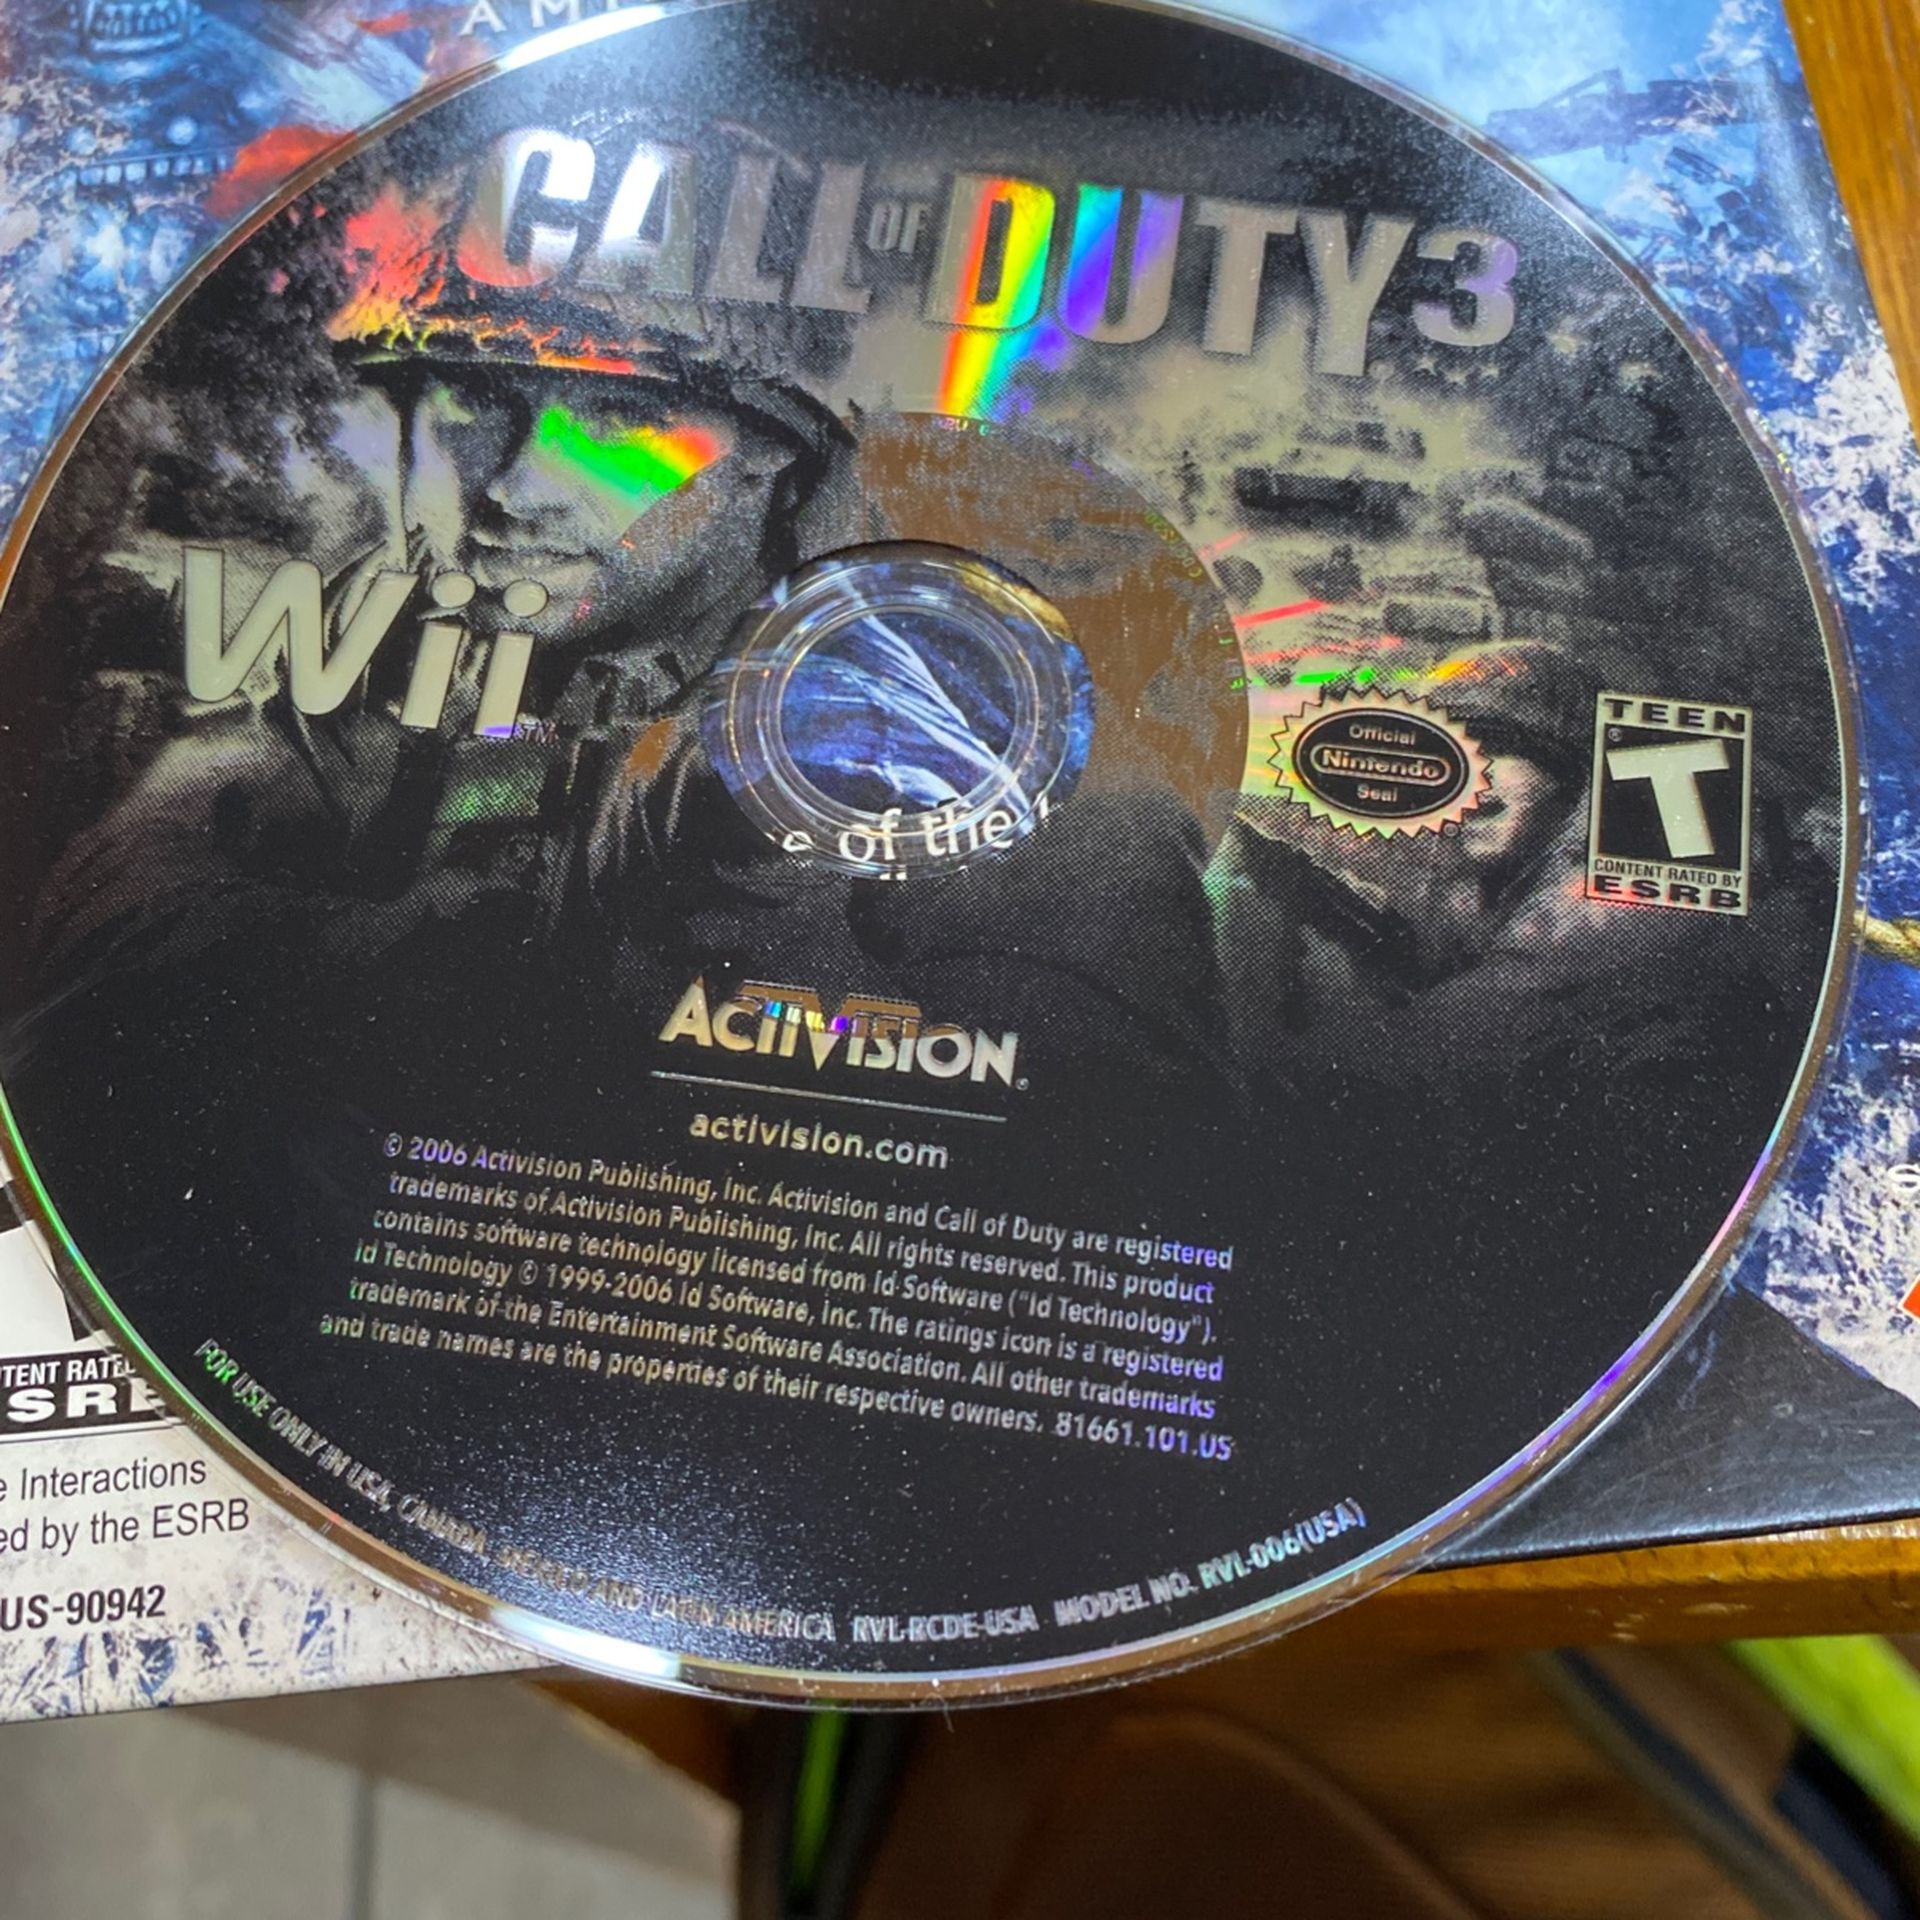 CALL OF DUTY 3
Wii™
Official
Nintendo
Seal
TEEN
T
CONTENT RATED BY
ESRB
of the
ACTIVISION®
activision.com
© 2006 Activision Publishing, Inc. Activision and Call of Duty are registered
trademarks of Activision Publishing, Inc. All rights reserved. This product
contains software technology licensed from id Software ("id Technology").
id Technology © 1999-2006 id Software, Inc. The ratings icon is a registered
trademark of the Entertainment Software Association. All other trademarks
and trade names are the properties of their respective owners. 81661.101.US
FOR USE ONLY IN USA, CANADA, MEXICO AND LATIN AMERICA RVL-RCDE-USA MODEL NO. RVL-006(USA)
Interactions
by the ESRB
US-90942